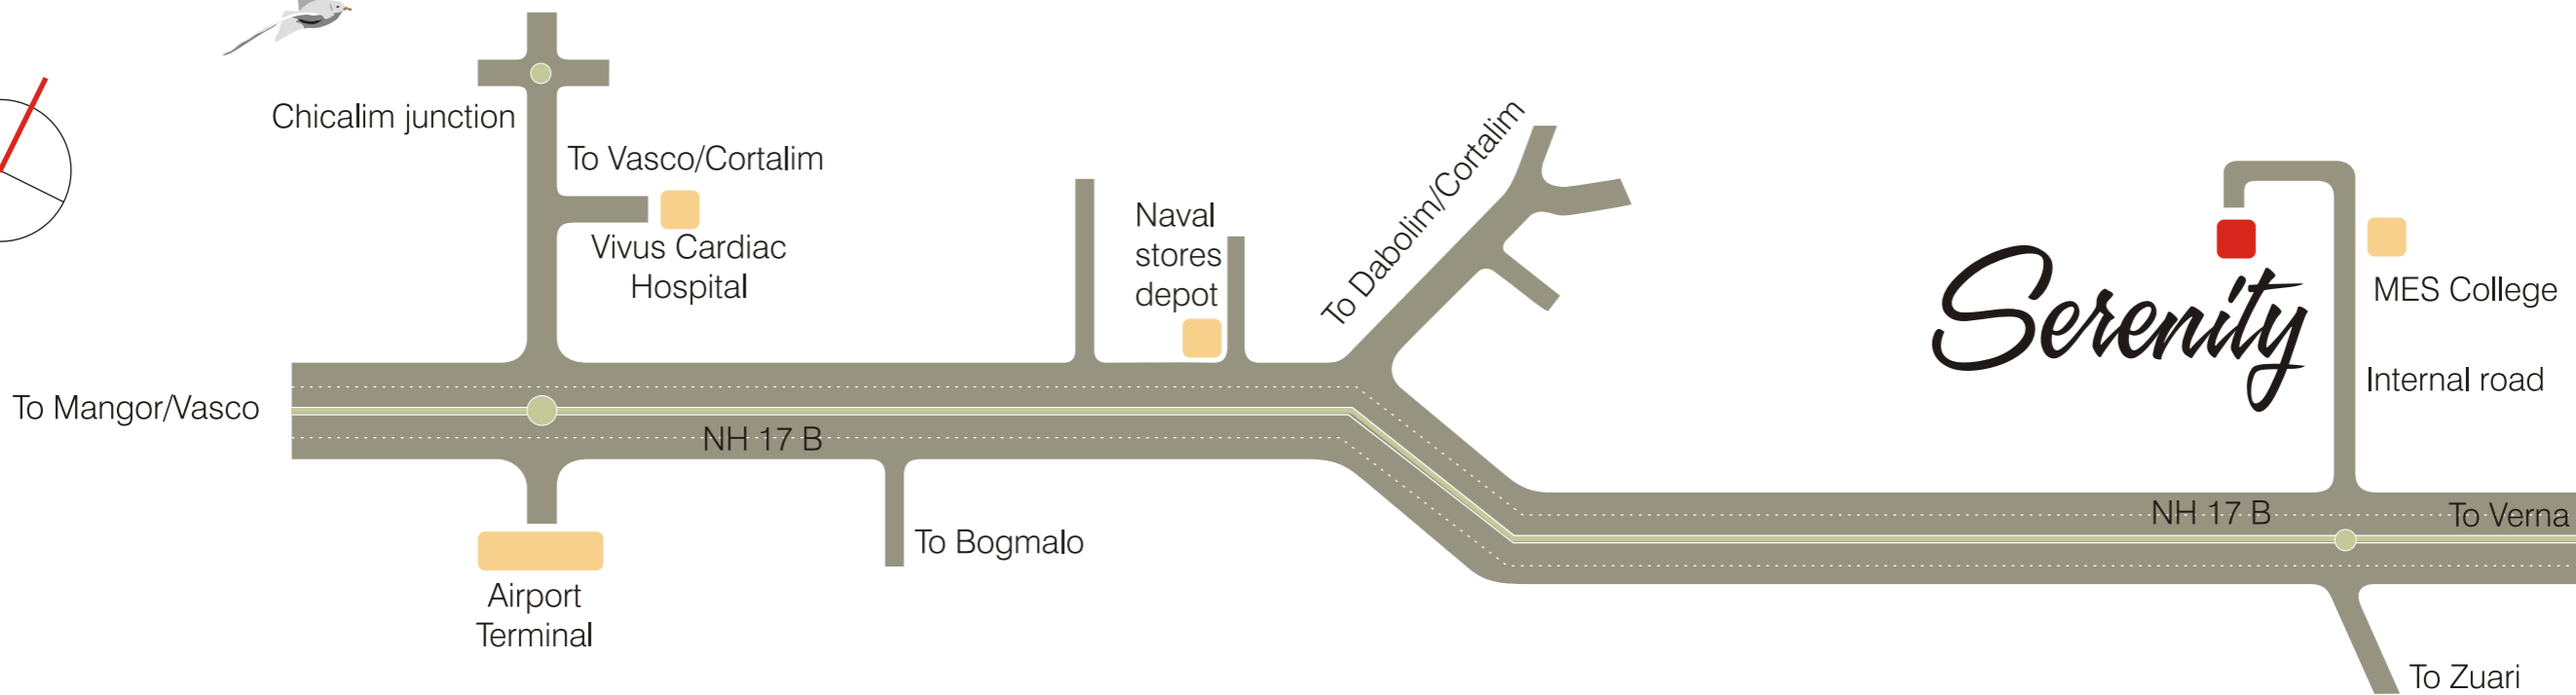 Chicalim junction
To Vasco/Cortalim
Vivus Cardiac
Hospital
Naval
stores
depot
To Dabolim/Cortalim
Serenity
MES College
Internal road
To Mangor/Vasco
NH 17 B
NH 17 B
To Verna
To Bogmalo
Airport
Terminal
To Zuari